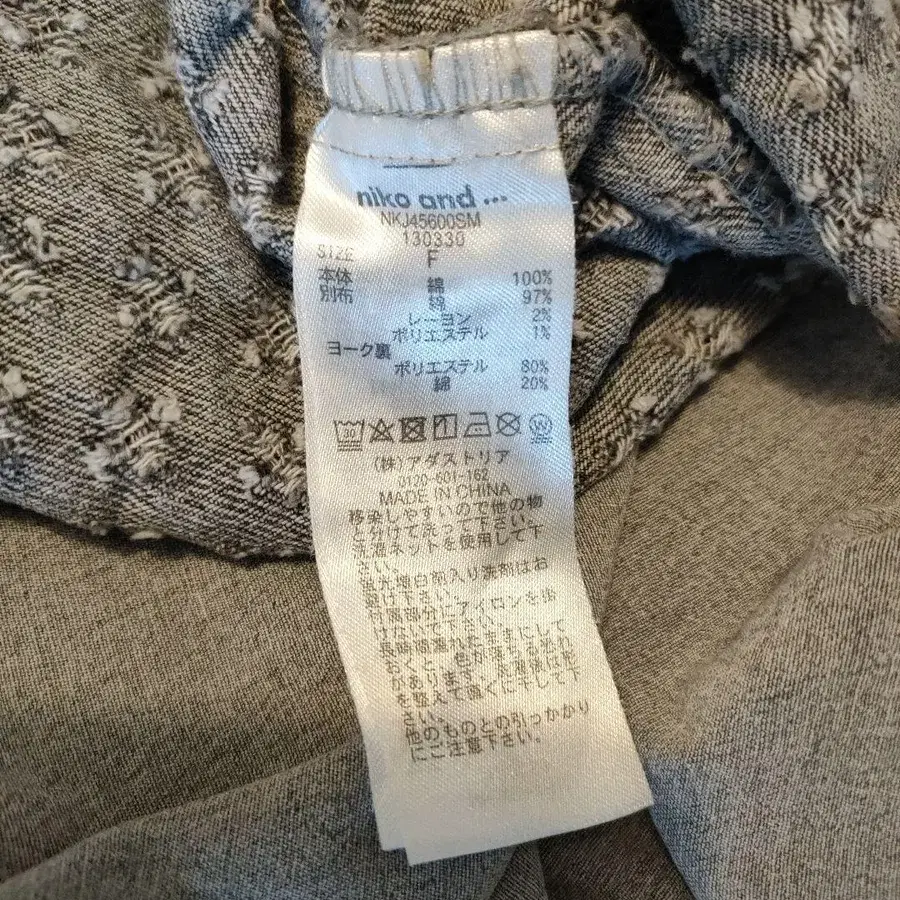 niko and ...
NKJ45600SM
130330
SIZE F
本体 綿 100%
別布 綿 97%
レーヨン 2%
ポリエステル 1%
ヨーク裏
ポリエステル 80%
綿 20%
30 W
(株)アダストリア
0120-601-162
MADE IN CHINA
移染しやすいので他の物
と分けて洗って下さい。
洗濯ネットを使用して下
さい。
蛍光増白剤入り洗剤はお
避け下さい。
付属部分にアイロンを掛
けないで下さい。
長時間濡れたままにして
おくと、色が落ちる恐れ
があります。洗濯後は形
を整えて直ぐに干して下
さい。
他のものとの引っかかり
にご注意下さい。